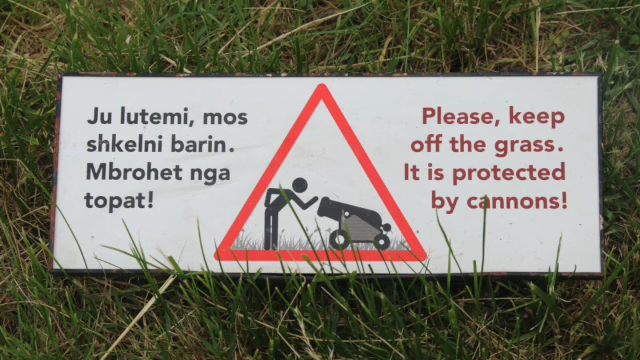 Ju lutemi, mos
shkelni barin.
Mbrohet nga
topat!
Please, keep
off the grass.
It is protected
by cannons!